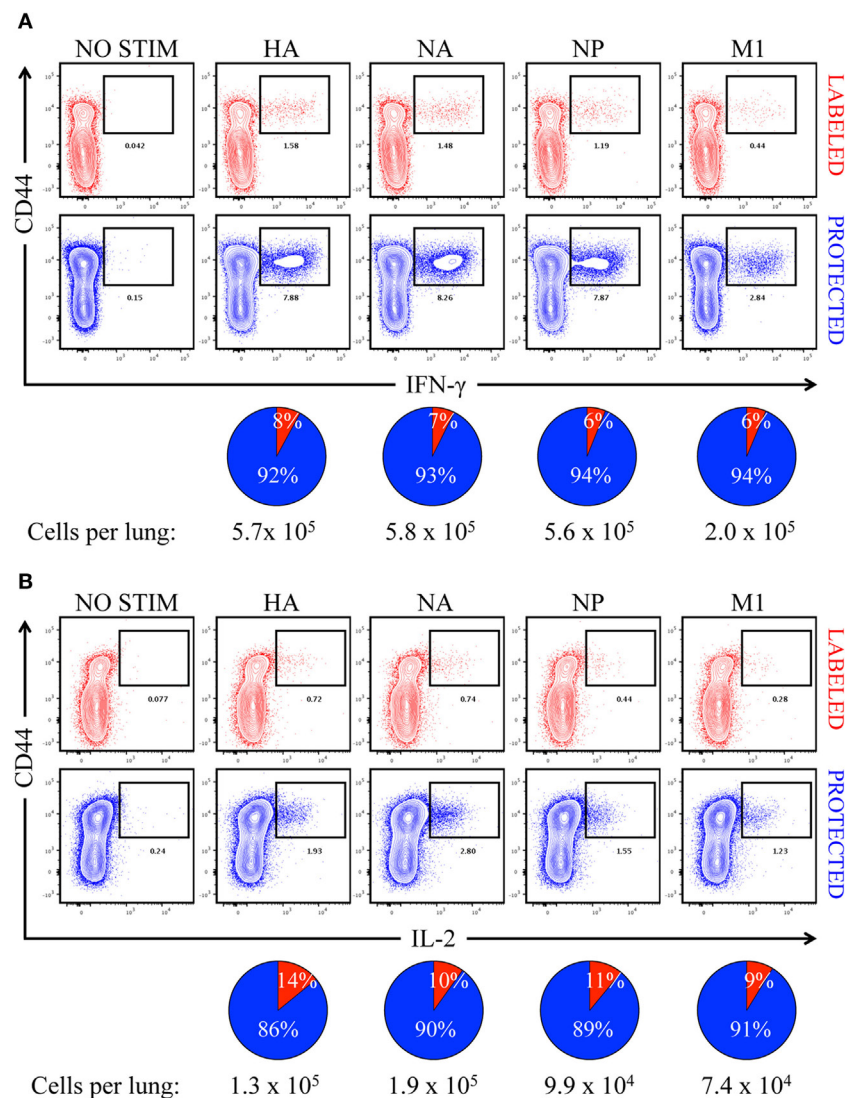 A
NO STIM HA NA NP M1
LABELED
0.042 1.58 1.48 1.19 0.44
CD44
PROTECTED
0.15 7.88 8.26 7.87 2.84
IFN-γ
8% 7% 6% 6%
92% 93% 94% 94%
Cells per lung: 5.7x 10⁵ 5.8 x 10⁵ 5.6 x 10⁵ 2.0 x 10⁵
B
NO STIM HA NA NP M1
LABELED
0.077 0.72 0.74 0.44 0.28
CD44
PROTECTED
0.24 1.93 2.80 1.55 1.23
IL-2
14% 10% 11% 9%
86% 90% 89% 91%
Cells per lung: 1.3 x 10⁵ 1.9 x 10⁵ 9.9 x 10⁴ 7.4 x 10⁴